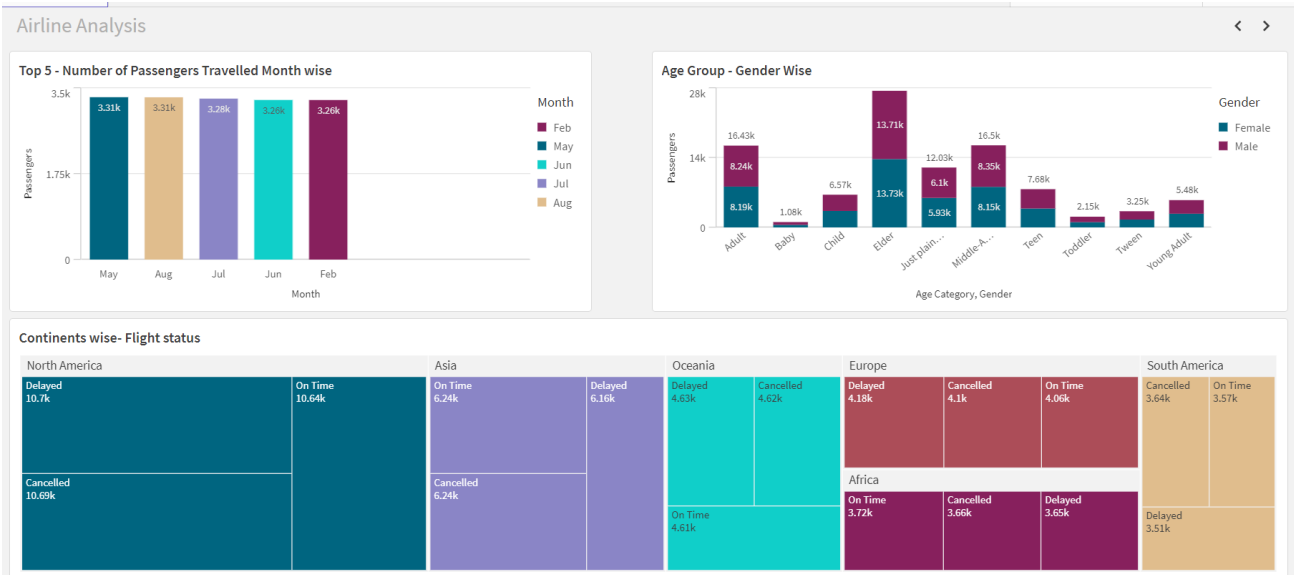 Airline Analysis
Top 5 - Number of Passengers Travelled Month wise
3.5k
1.75k
0
Passengers
3.31k
3.31k
3.28k
3.26k
3.26k
May
Aug
Jul
Jun
Feb
Month
Month
Feb
May
Jun
Jul
Aug
Age Group - Gender Wise
28k
14k
0
Passengers
16.43k
8.24k
8.19k
1.08k
6.57k
13.71k
13.73k
12.03k
6.1k
5.93k
16.5k
8.35k
8.15k
7.68k
2.15k
3.25k
5.48k
Adult
Baby
Child
Elder
Just plain...
Middle-A...
Teen
Toddler
Tween
Young Adult
Age Category, Gender
Gender
Female
Male
Continents wise- Flight status
North America
Delayed
10.7k
On Time
10.64k
Cancelled
10.69k
Asia
On Time
6.24k
Delayed
6.16k
Cancelled
6.24k
Oceania
Delayed
4.63k
Cancelled
4.62k
On Time
4.61k
Europe
Delayed
4.18k
Cancelled
4.1k
On Time
4.06k
Africa
On Time
3.72k
Cancelled
3.66k
Delayed
3.65k
South America
Cancelled
3.64k
On Time
3.57k
Delayed
3.51k